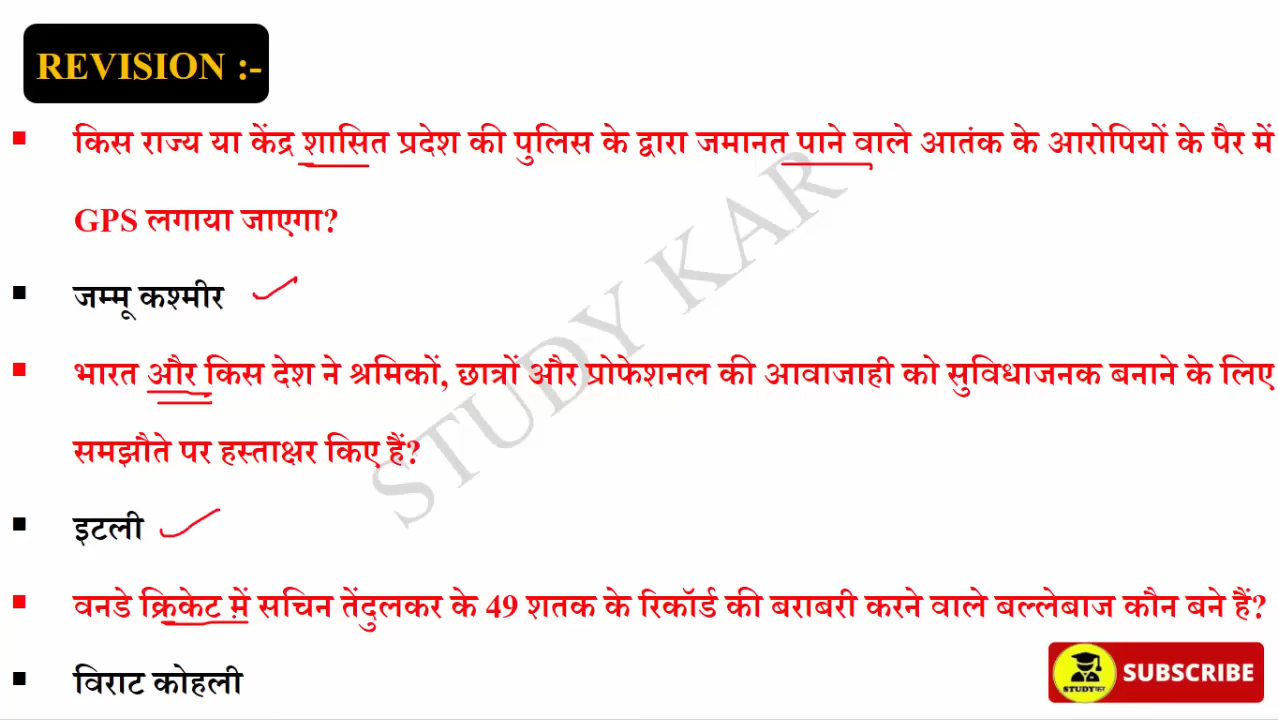 REVISION :-
किस राज्य या केंद्र शासित प्रदेश की पुलिस के द्वारा जमानत पाने वाले आतंक के आरोपियों के पैर में
GPS लगाया जाएगा?
जम्मू कश्मीर
भारत और किस देश ने श्रमिकों, छात्रों और प्रोफेशनल की आवाजाही को सुविधाजनक बनाने के लिए
समझौते पर हस्ताक्षर किए हैं?
इटली
वनडे क्रिकेट में सचिन तेंदुलकर के 49 शतक के रिकॉर्ड की बराबरी करने वाले बल्लेबाज कौन बने हैं?
विराट कोहली
STUDY KAR
STUDYकर
SUBSCRIBE